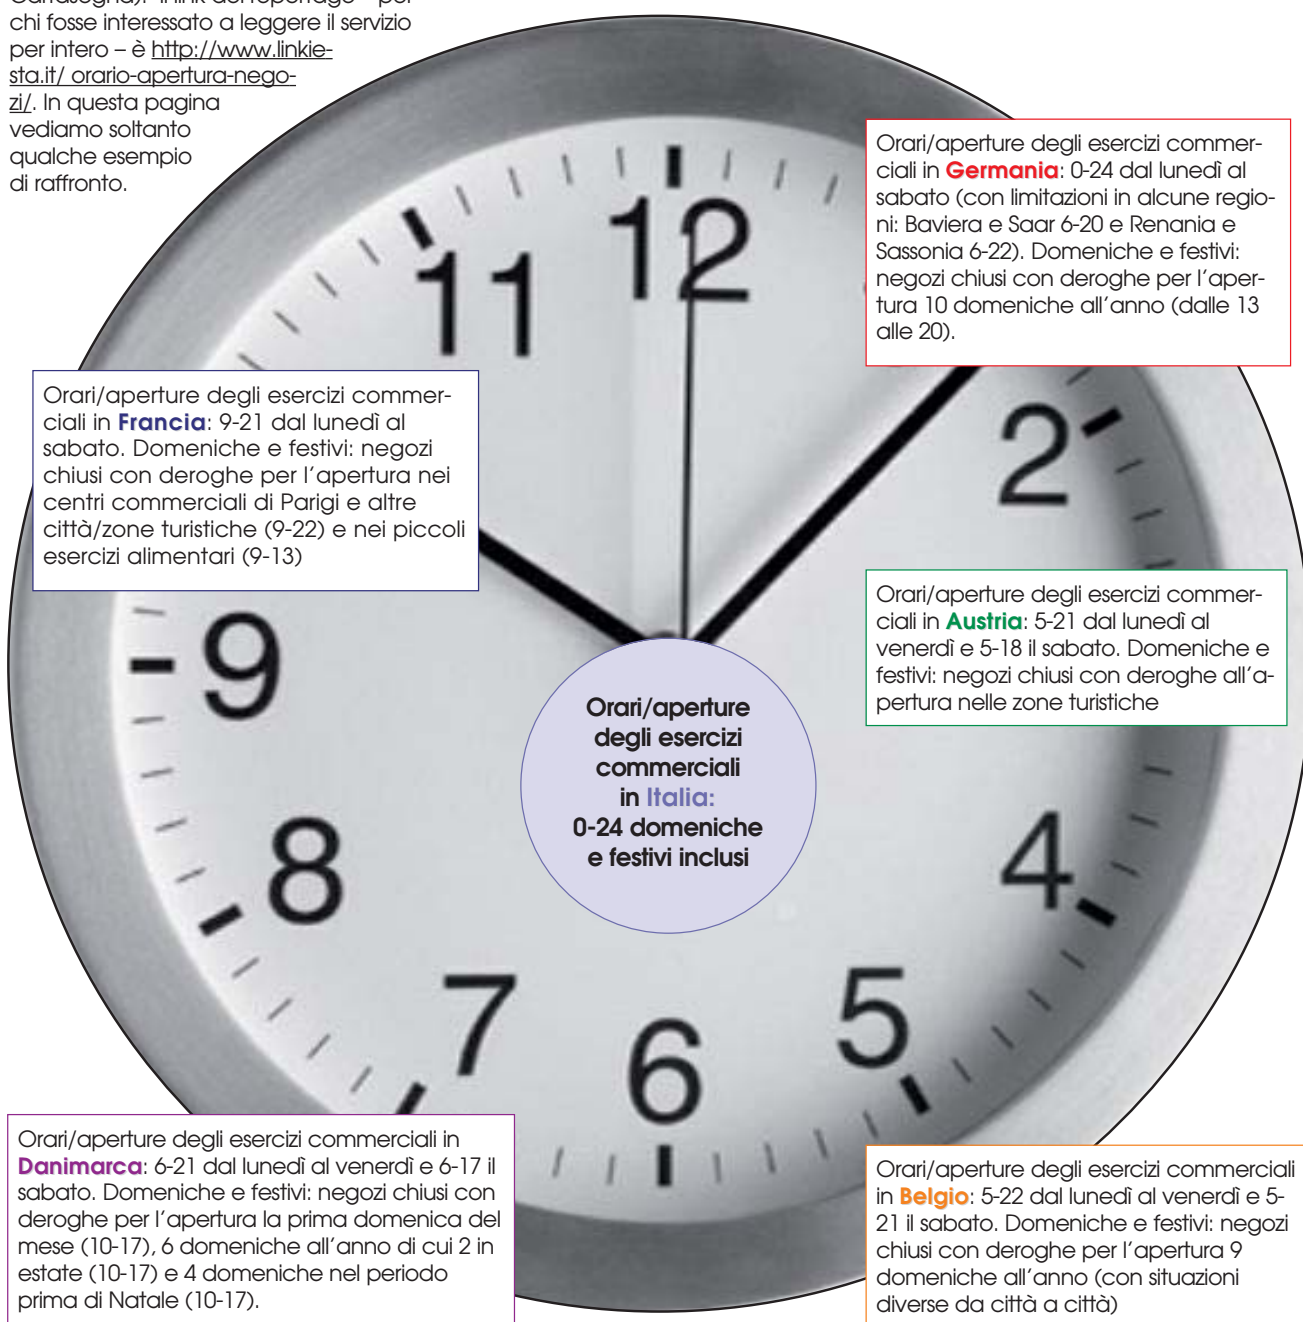 chi fosse interessato a leggere il servizio
per intero – è http://www.linkie-
sta.it/ orario-apertura-nego-
zi/. In questa pagina
vediamo soltanto
qualche esempio
di raffronto.
Orari/aperture degli esercizi commer-
ciali in Germania: 0-24 dal lunedì al
sabato (con limitazioni in alcune regio-
ni: Baviera e Saar 6-20 e Renania e
Sassonia 6-22). Domeniche e festivi:
negozi chiusi con deroghe per l'aper-
tura 10 domeniche all'anno (dalle 13
alle 20).
12
11
Orari/aperture degli esercizi commer-
ciali in Francia: 9-21 dal lunedì al
sabato. Domeniche e festivi: negozi
chiusi con deroghe per l'apertura nei
centri commerciali di Parigi e altre
città/zone turistiche (9-22) e nei piccoli
esercizi alimentari (9-13)
2
Orari/aperture degli esercizi commer-
ciali in Austria: 5-21 dal lunedì al
venerdì e 5-18 il sabato. Domeniche e
festivi: negozi chiusi con deroghe all'a-
pertura nelle zone turistiche
9
Orari/aperture
degli esercizi
commerciali
in Italia:
0-24 domeniche
e festivi inclusi
8
4
7
5
6
Orari/aperture degli esercizi commerciali in
Danimarca: 6-21 dal lunedì al venerdì e 6-17 il
sabato. Domeniche e festivi: negozi chiusi con
deroghe per l'apertura la prima domenica del
mese (10-17), 6 domeniche all'anno di cui 2 in
estate (10-17) e 4 domeniche nel periodo
prima di Natale (10-17).
Orari/aperture degli esercizi commerciali
in Belgio: 5-22 dal lunedì al venerdì e 5-
21 il sabato. Domeniche e festivi: negozi
chiusi con deroghe per l'apertura 9
domeniche all'anno (con situazioni
diverse da città a città)